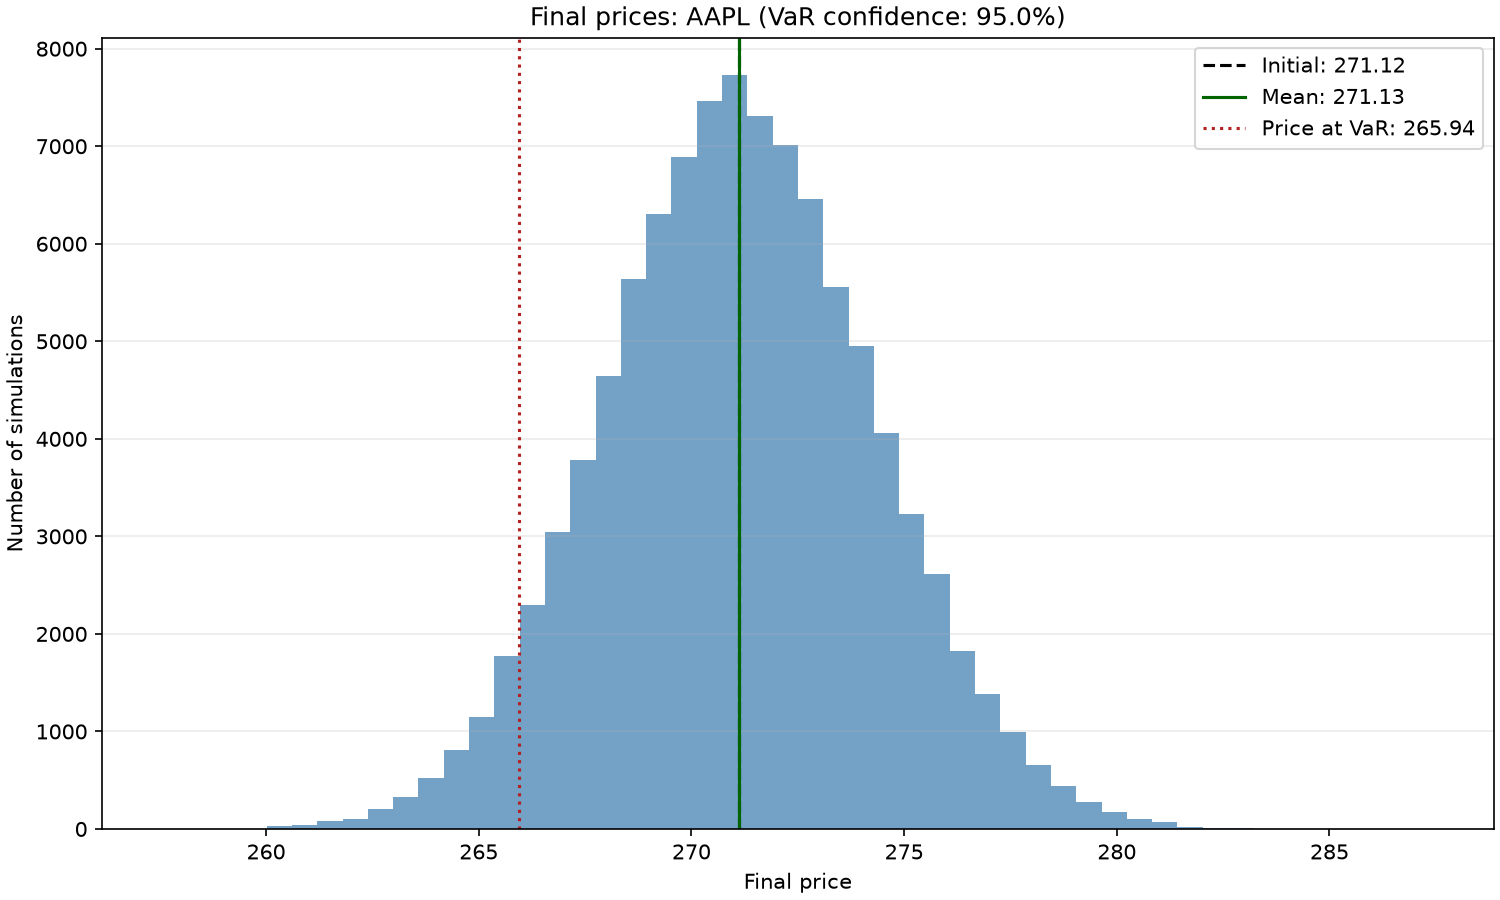 Final prices: AAPL (VaR confidence: 95.0%)
Initial: 271.12
Mean: 271.13
Price at VaR: 265.94
Number of simulations
8000
7000
6000
5000
4000
3000
2000
1000
0
260 265 270 275 280 285
Final price